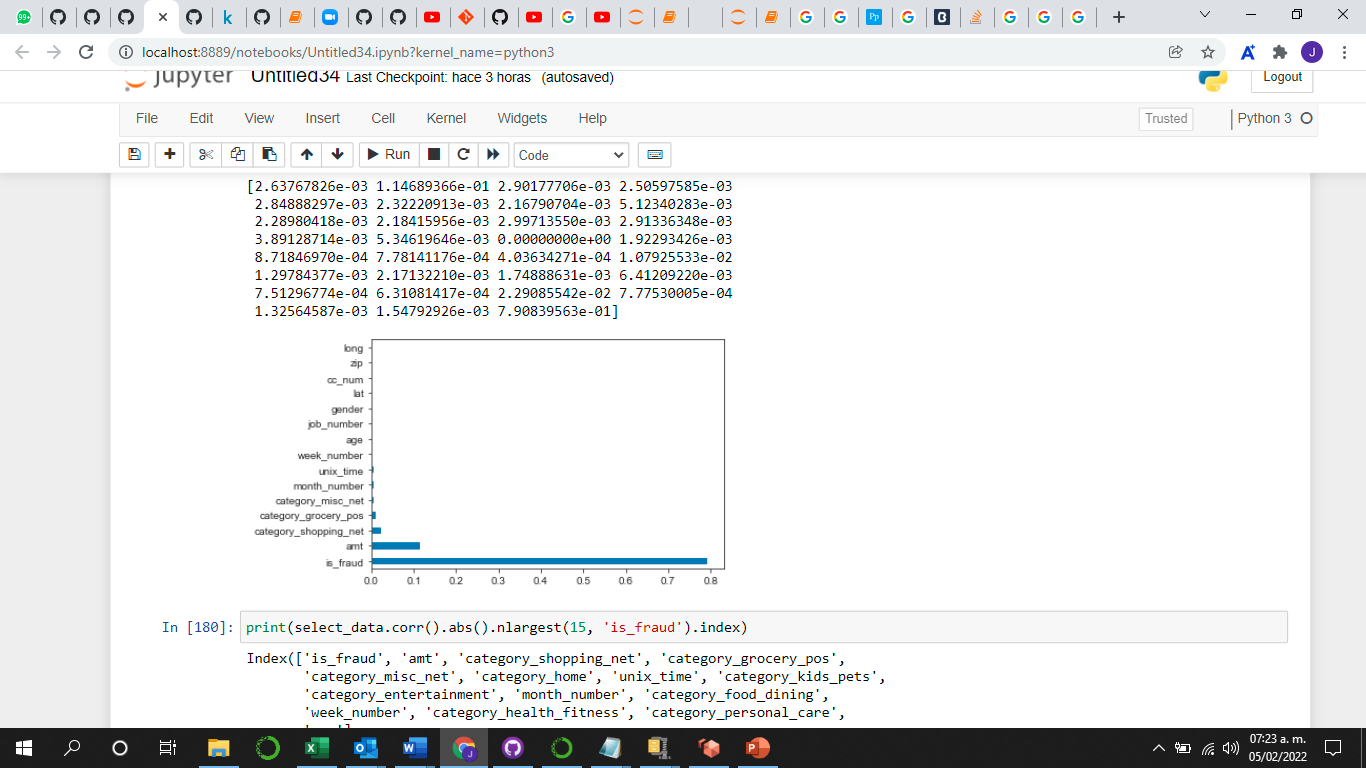 99+
localhost:8889/notebooks/Untitled34.ipynb?kernel_name=python3
J
jupyter Untitled34 Last Checkpoint: hace 3 horas (autosaved)
Logout
File Edit View Insert Cell Kernel Widgets Help
Trusted
Python 3
Run
Code
[2.63767826e-03 1.14689366e-01 2.90177706e-03 2.50597585e-03
2.84888297e-03 2.32220913e-03 2.16790704e-03 5.12340283e-03
2.28980418e-03 2.18415956e-03 2.99713550e-03 2.91336348e-03
3.89128714e-03 5.34619646e-03 0.00000000e+00 1.92293426e-03
8.71846970e-04 7.78141176e-04 4.03634271e-04 1.07925533e-02
1.29784377e-03 2.17132210e-03 1.74888631e-03 6.41209220e-03
7.51296774e-04 6.31081417e-04 2.29085542e-02 7.77530005e-04
1.32564587e-03 1.54792926e-03 7.90839563e-01]
long
zip
cc_num
lat
gender
job_number
age
week_number
unix_time
month_number
category_misc_net
category_grocery_pos
category_shopping_net
amt
is_fraud
0.0 0.1 0.2 0.3 0.4 0.5 0.6 0.7 0.8
In [180]: print(select_data.corr().abs().nlargest(15, 'is_fraud').index)
Index(['is_fraud', 'amt', 'category_shopping_net', 'category_grocery_pos',
'category_misc_net', 'category_home', 'unix_time', 'category_kids_pets',
'category_entertainment', 'month_number', 'category_food_dining',
'week_number', 'category_health_fitness', 'category_personal_care',
07:23 a. m.
05/02/2022